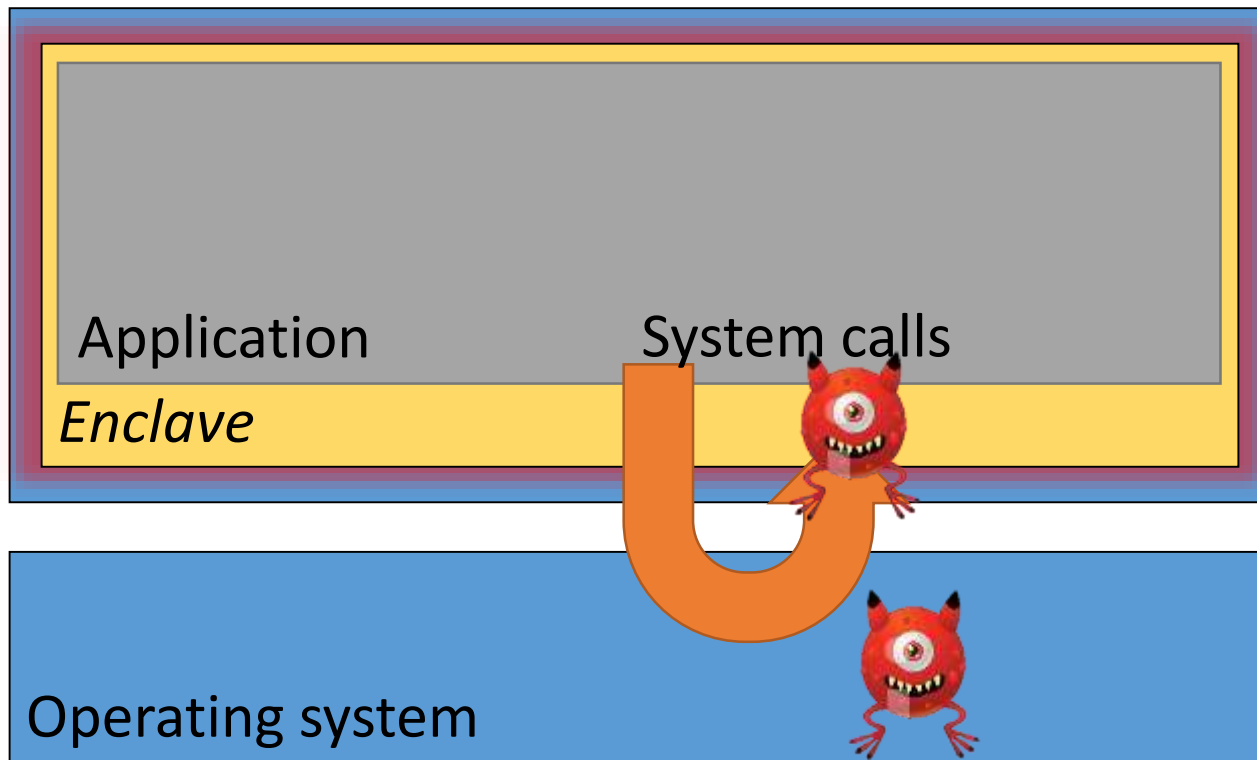 Application
System calls
Enclave
Operating system